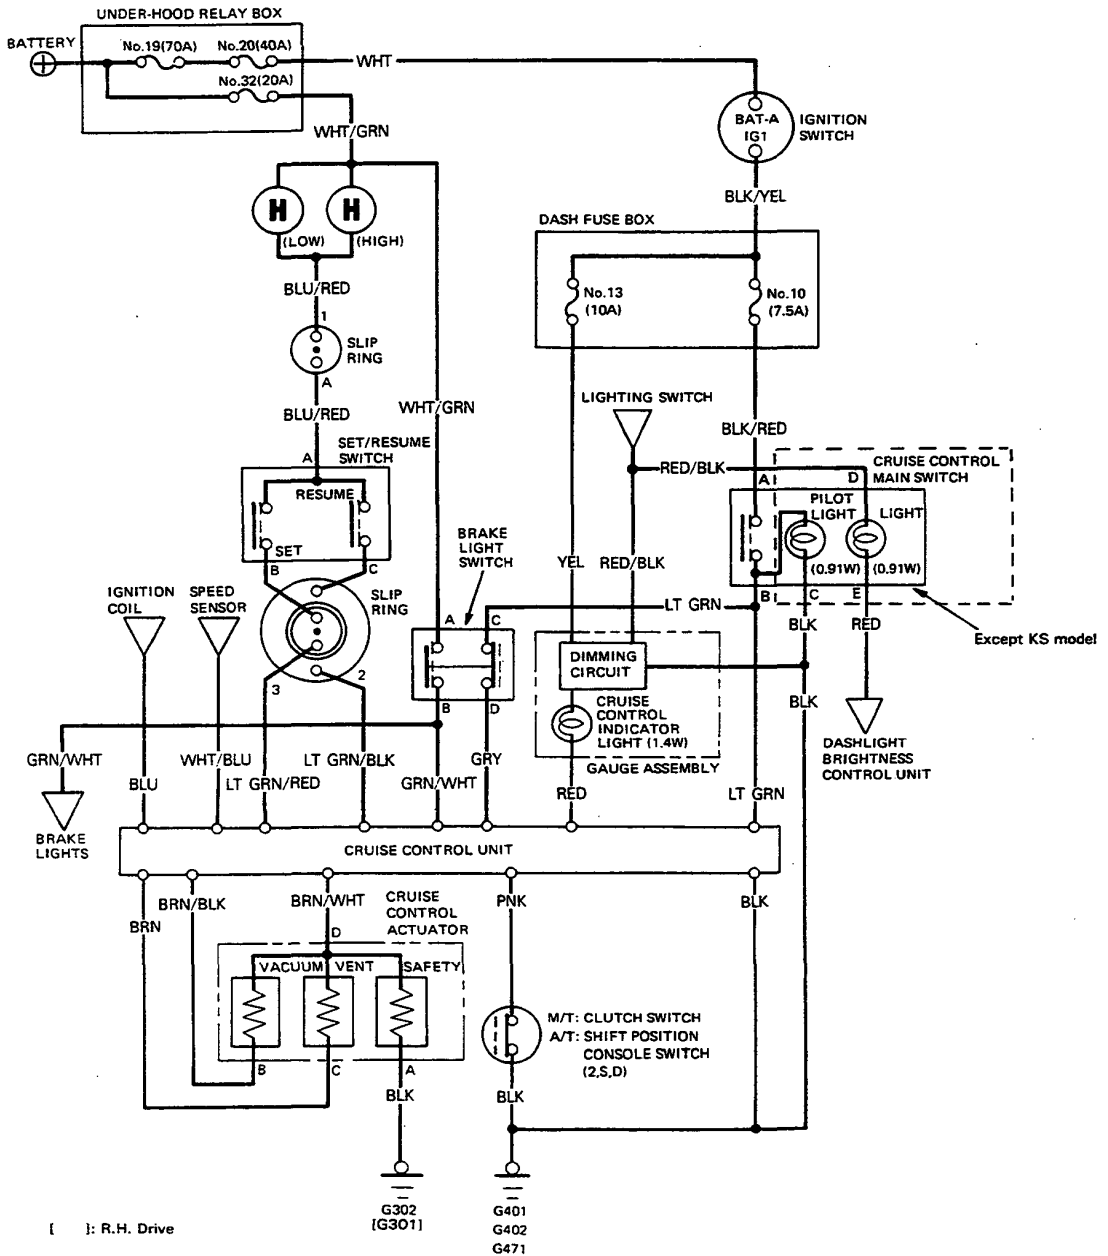 UNDER-HOOD RELAY BOX
BATTERY
No.19(70A)
No.20(40A)
No.32(20A)
WHT
WHT/GRN
BAT-A
IG1
IGNITION
SWITCH
BLK/YEL
H
H
(LOW)
(HIGH)
DASH FUSE BOX
No.13
(10A)
No.10
(7.5A)
BLU/RED
1
SLIP
RING
A
BLU/RED
WHT/GRN
LIGHTING SWITCH
BLK/RED
RED/BLK
SET/RESUME
SWITCH
A
RESUME
SET
B
C
CRUISE CONTROL
MAIN SWITCH
A
D
PILOT
LIGHT
LIGHT
(0.91W)
(0.91W)
B
C
E
BRAKE
LIGHT
SWITCH
YEL
RED/BLK
IGNITION
COIL
SPEED
SENSOR
SLIP
RING
3
2
A
C
B
D
LT GRN
BLK
RED
Except KS model
DIMMING
CIRCUIT
CRUISE
CONTROL
INDICATOR
LIGHT (1.4W)
GAUGE ASSEMBLY
BLK
DASHLIGHT
BRIGHTNESS
CONTROL UNIT
GRN/WHT
BLU
WHT/BLU
LT GRN/RED
LT GRN/BLK
GRN/WHT
GRY
RED
LT GRN
BRAKE
LIGHTS
CRUISE CONTROL UNIT
BRN
BRN/BLK
BRN/WHT
CRUISE
CONTROL
ACTUATOR
PNK
BLK
D
VACUUM
VENT
SAFETY
B
C
A
M/T: CLUTCH SWITCH
A/T: SHIFT POSITION
CONSOLE SWITCH
(2,S,D)
BLK
BLK
G302
[G301]
G401
G402
G471
[ ]: R.H. Drive